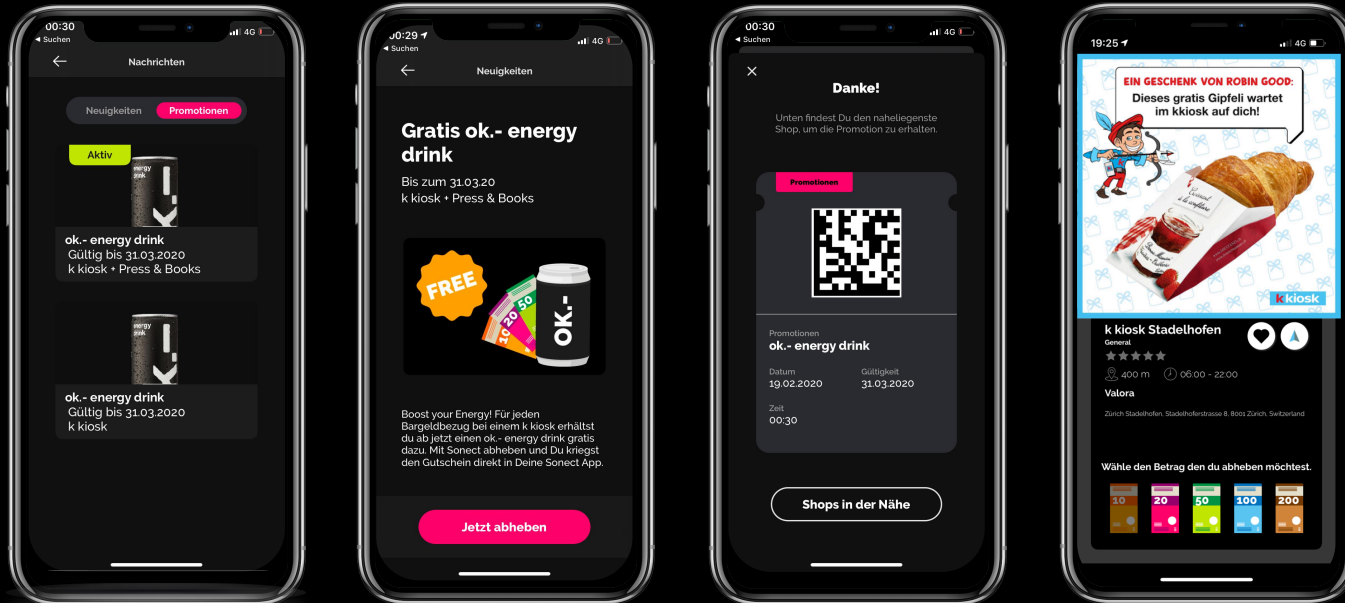 00:30
4G
◄ Suchen
Nachrichten
Neuigkeiten
Promotionen
Aktiv
energy
drink
ok.-
ok.- energy drink
Gültig bis 31.03.2020
k kiosk + Press & Books
energy
drink
ok.-
ok.- energy drink
Gültig bis 31.03.2020
k kiosk
00:29
4G
◄ Suchen
Neuigkeiten
Gratis ok.- energy
drink
Bis zum 31.03.20
k kiosk + Press & Books
FREE
10
20
50
OK.-
Boost your Energy! Für jeden
Bargeldbezug bei einem k kiosk erhältst
du ab jetzt einen ok.- energy drink gratis
dazu. Mit Sonect abheben und Du kriegst
den Gutschein direkt in Deine Sonect App.
Jetzt abheben
00:30
4G
◄ Suchen
Danke!
Unten findest Du den naheliegenste
Shop, um die Promotion zu erhalten.
Promotionen
Promotionen
ok.- energy drink
Datum
Gültigkeit
19.02.2020
31.03.2020
Zeit
00:30
Shops in der Nähe
19:25
4G
EIN GESCHENK VON ROBIN GOOD:
Dieses gratis Gipfeli wartet
im kkiosk auf dich!
Croissant
à la confiture
k kiosk
k kiosk Stadelhofen
General
400 m
06:00 - 22:00
Valora
Zürich Stadelhofen, Stadelhoferstrasse 8, 8001 Zürich, Switzerland
Wähle den Betrag den du abheben möchtest.
10
20
50
100
200